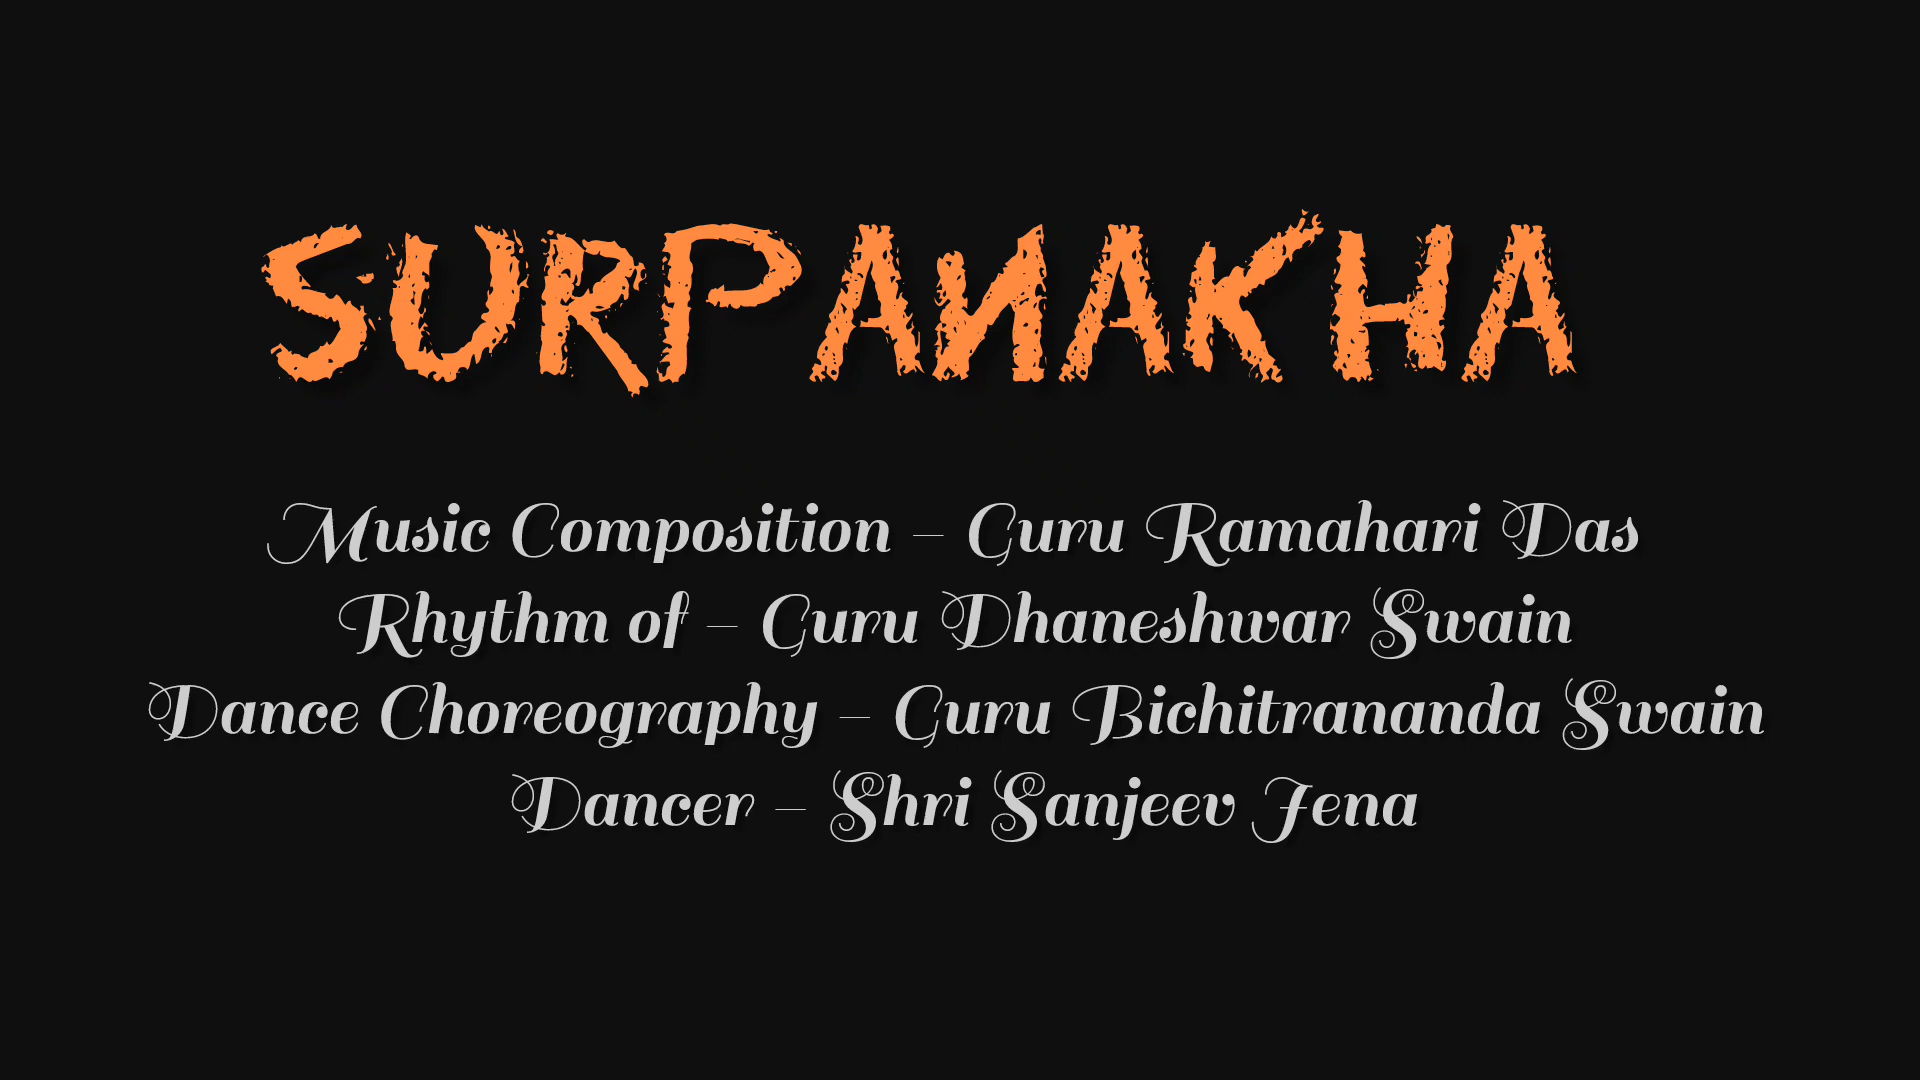 SURPANAKHA
Music Composition – Guru Ramahari Das
Rhythm of – Guru Dhaneshwar Swain
Dance Choreography – Guru Bichitrananda Swain
Dancer – Shri Sanjeev Jena